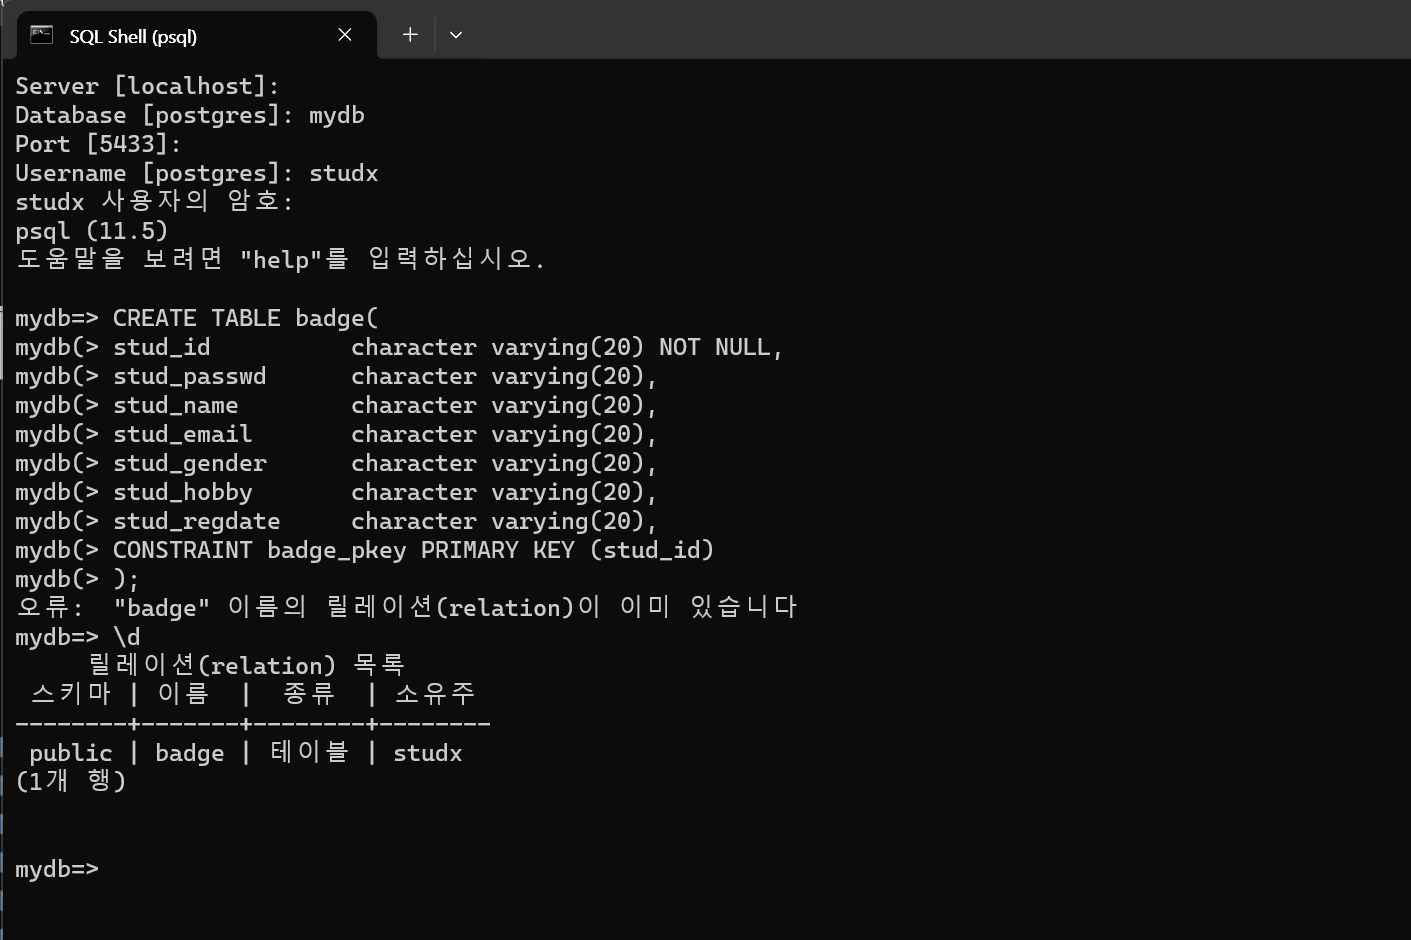 SQL Shell (psql)
Server [localhost]:
Database [postgres]: mydb
Port [5433]:
Username [postgres]: studx
studx 사용자의 암호:
psql (11.5)
도움말을 보려면 "help"를 입력하십시오.
mydb=> CREATE TABLE badge(
mydb(> stud_id          character varying(20) NOT NULL,
mydb(> stud_passwd      character varying(20),
mydb(> stud_name        character varying(20),
mydb(> stud_email       character varying(20),
mydb(> stud_gender      character varying(20),
mydb(> stud_hobby       character varying(20),
mydb(> stud_regdate     character varying(20),
mydb(> CONSTRAINT badge_pkey PRIMARY KEY (stud_id)
mydb(> );
오류:  "badge" 이름의 릴레이션(relation)이 이미 있습니다
mydb=> \d
릴레이션(relation) 목록
스키마 | 이름  |  종류  | 소유주
--------+-------+--------+--------
public | badge | 테이블 | studx
(1개 행)
mydb=>